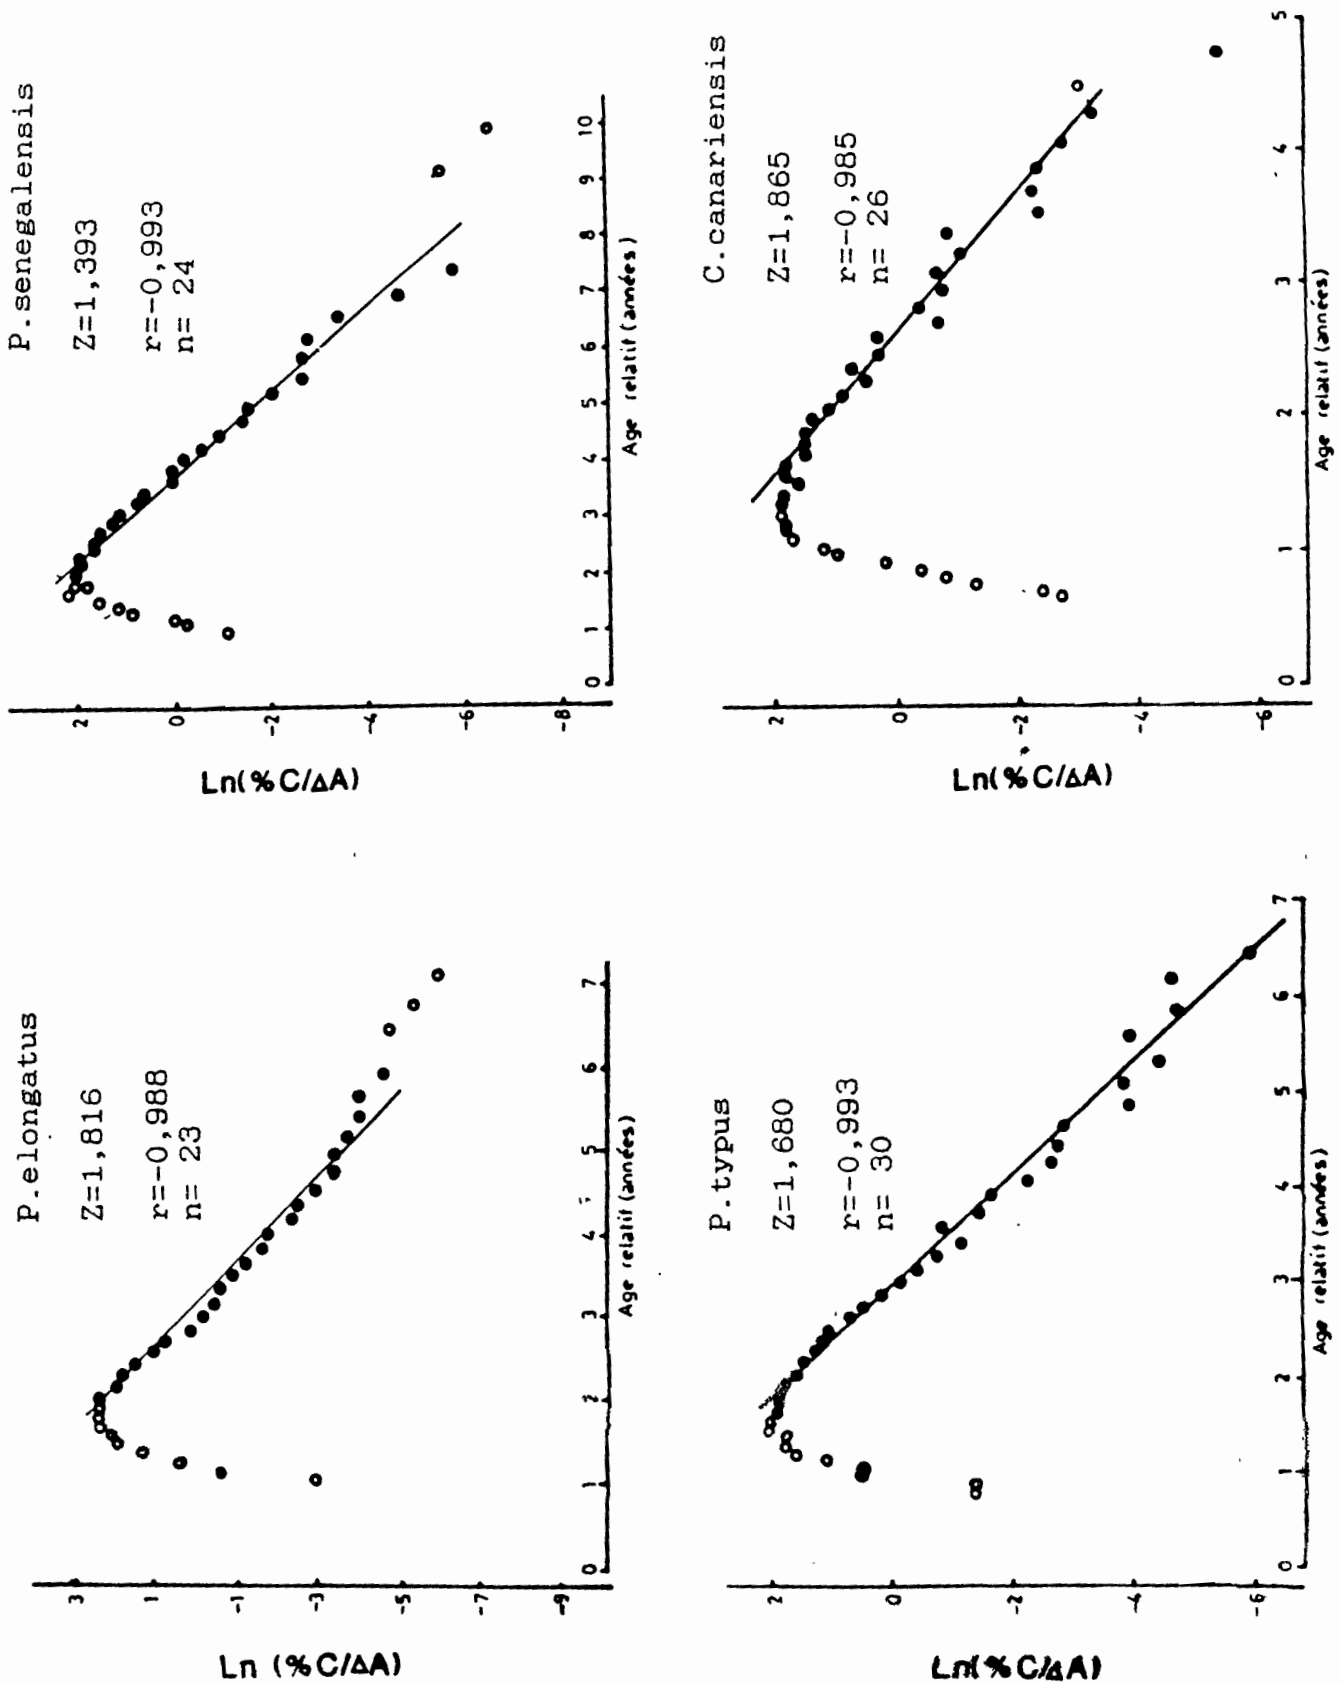 P.elongatus
Z=1,816
r=-0,988
n= 23
Ln (%C/ΔA)
3
1
-1
-3
-5
-7
-9
0 1 2 3 4 5 6 7
Age relatif (années)
P.senegalensis
Z=1,393
r=-0,993
n= 24
Ln(%C/ΔA)
2
0
-2
-4
-6
-8
0 1 2 3 4 5 6 7 8 9 10
Age relatif (années)
P.typus
Z=1,680
r=-0,993
n= 30
Ln(%C/ΔA)
2
0
-2
-4
-6
0 1 2 3 4 5 6 7
Age relatif (années)
C.canariensis
Z=1,865
r=-0,985
n= 26
Ln(%C/ΔA)
2
0
-2
-4
-6
0 1 2 3 4 5
Age relatif (années)